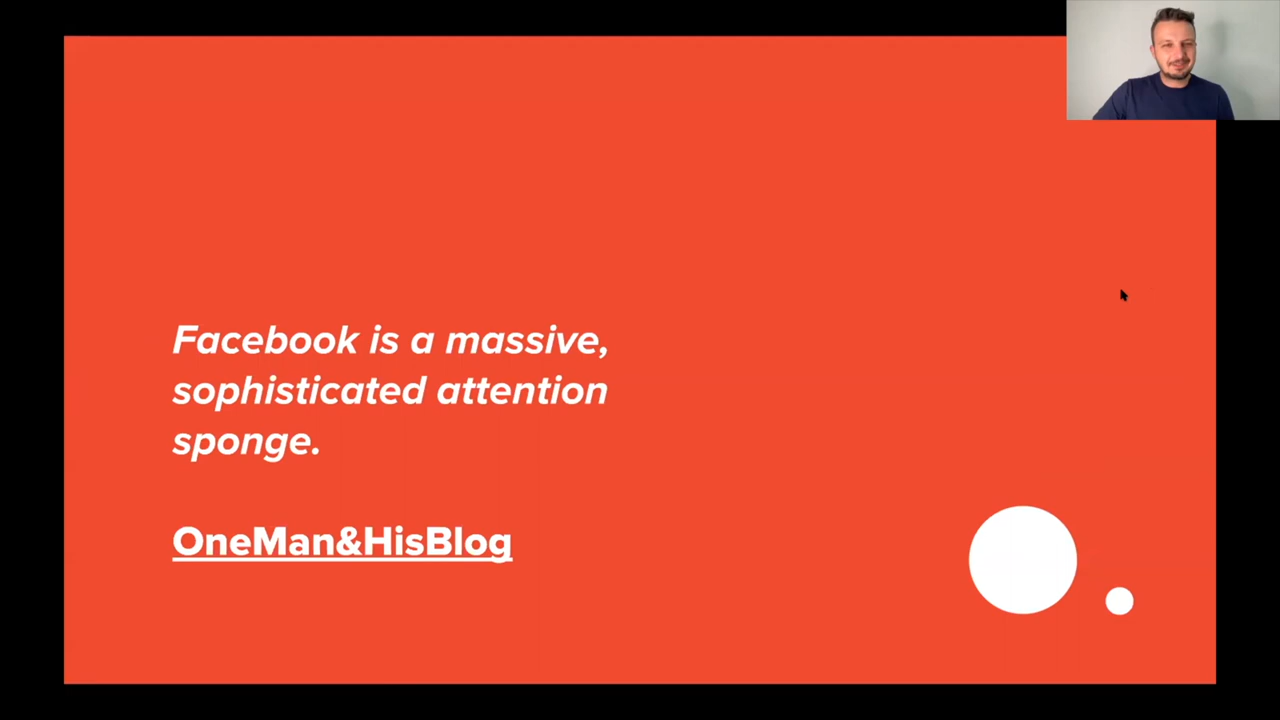 Facebook is a massive,
sophisticated attention
sponge.
OneMan&HisBlog